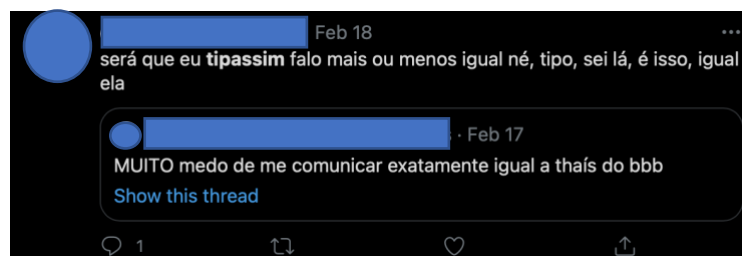 Feb 18
será que eu tipassim falo mais ou menos igual né, tipo, sei lá, é isso, igual
ela
· Feb 17
MUITO medo de me comunicar exatamente igual a thaís do bbb
Show this thread
1